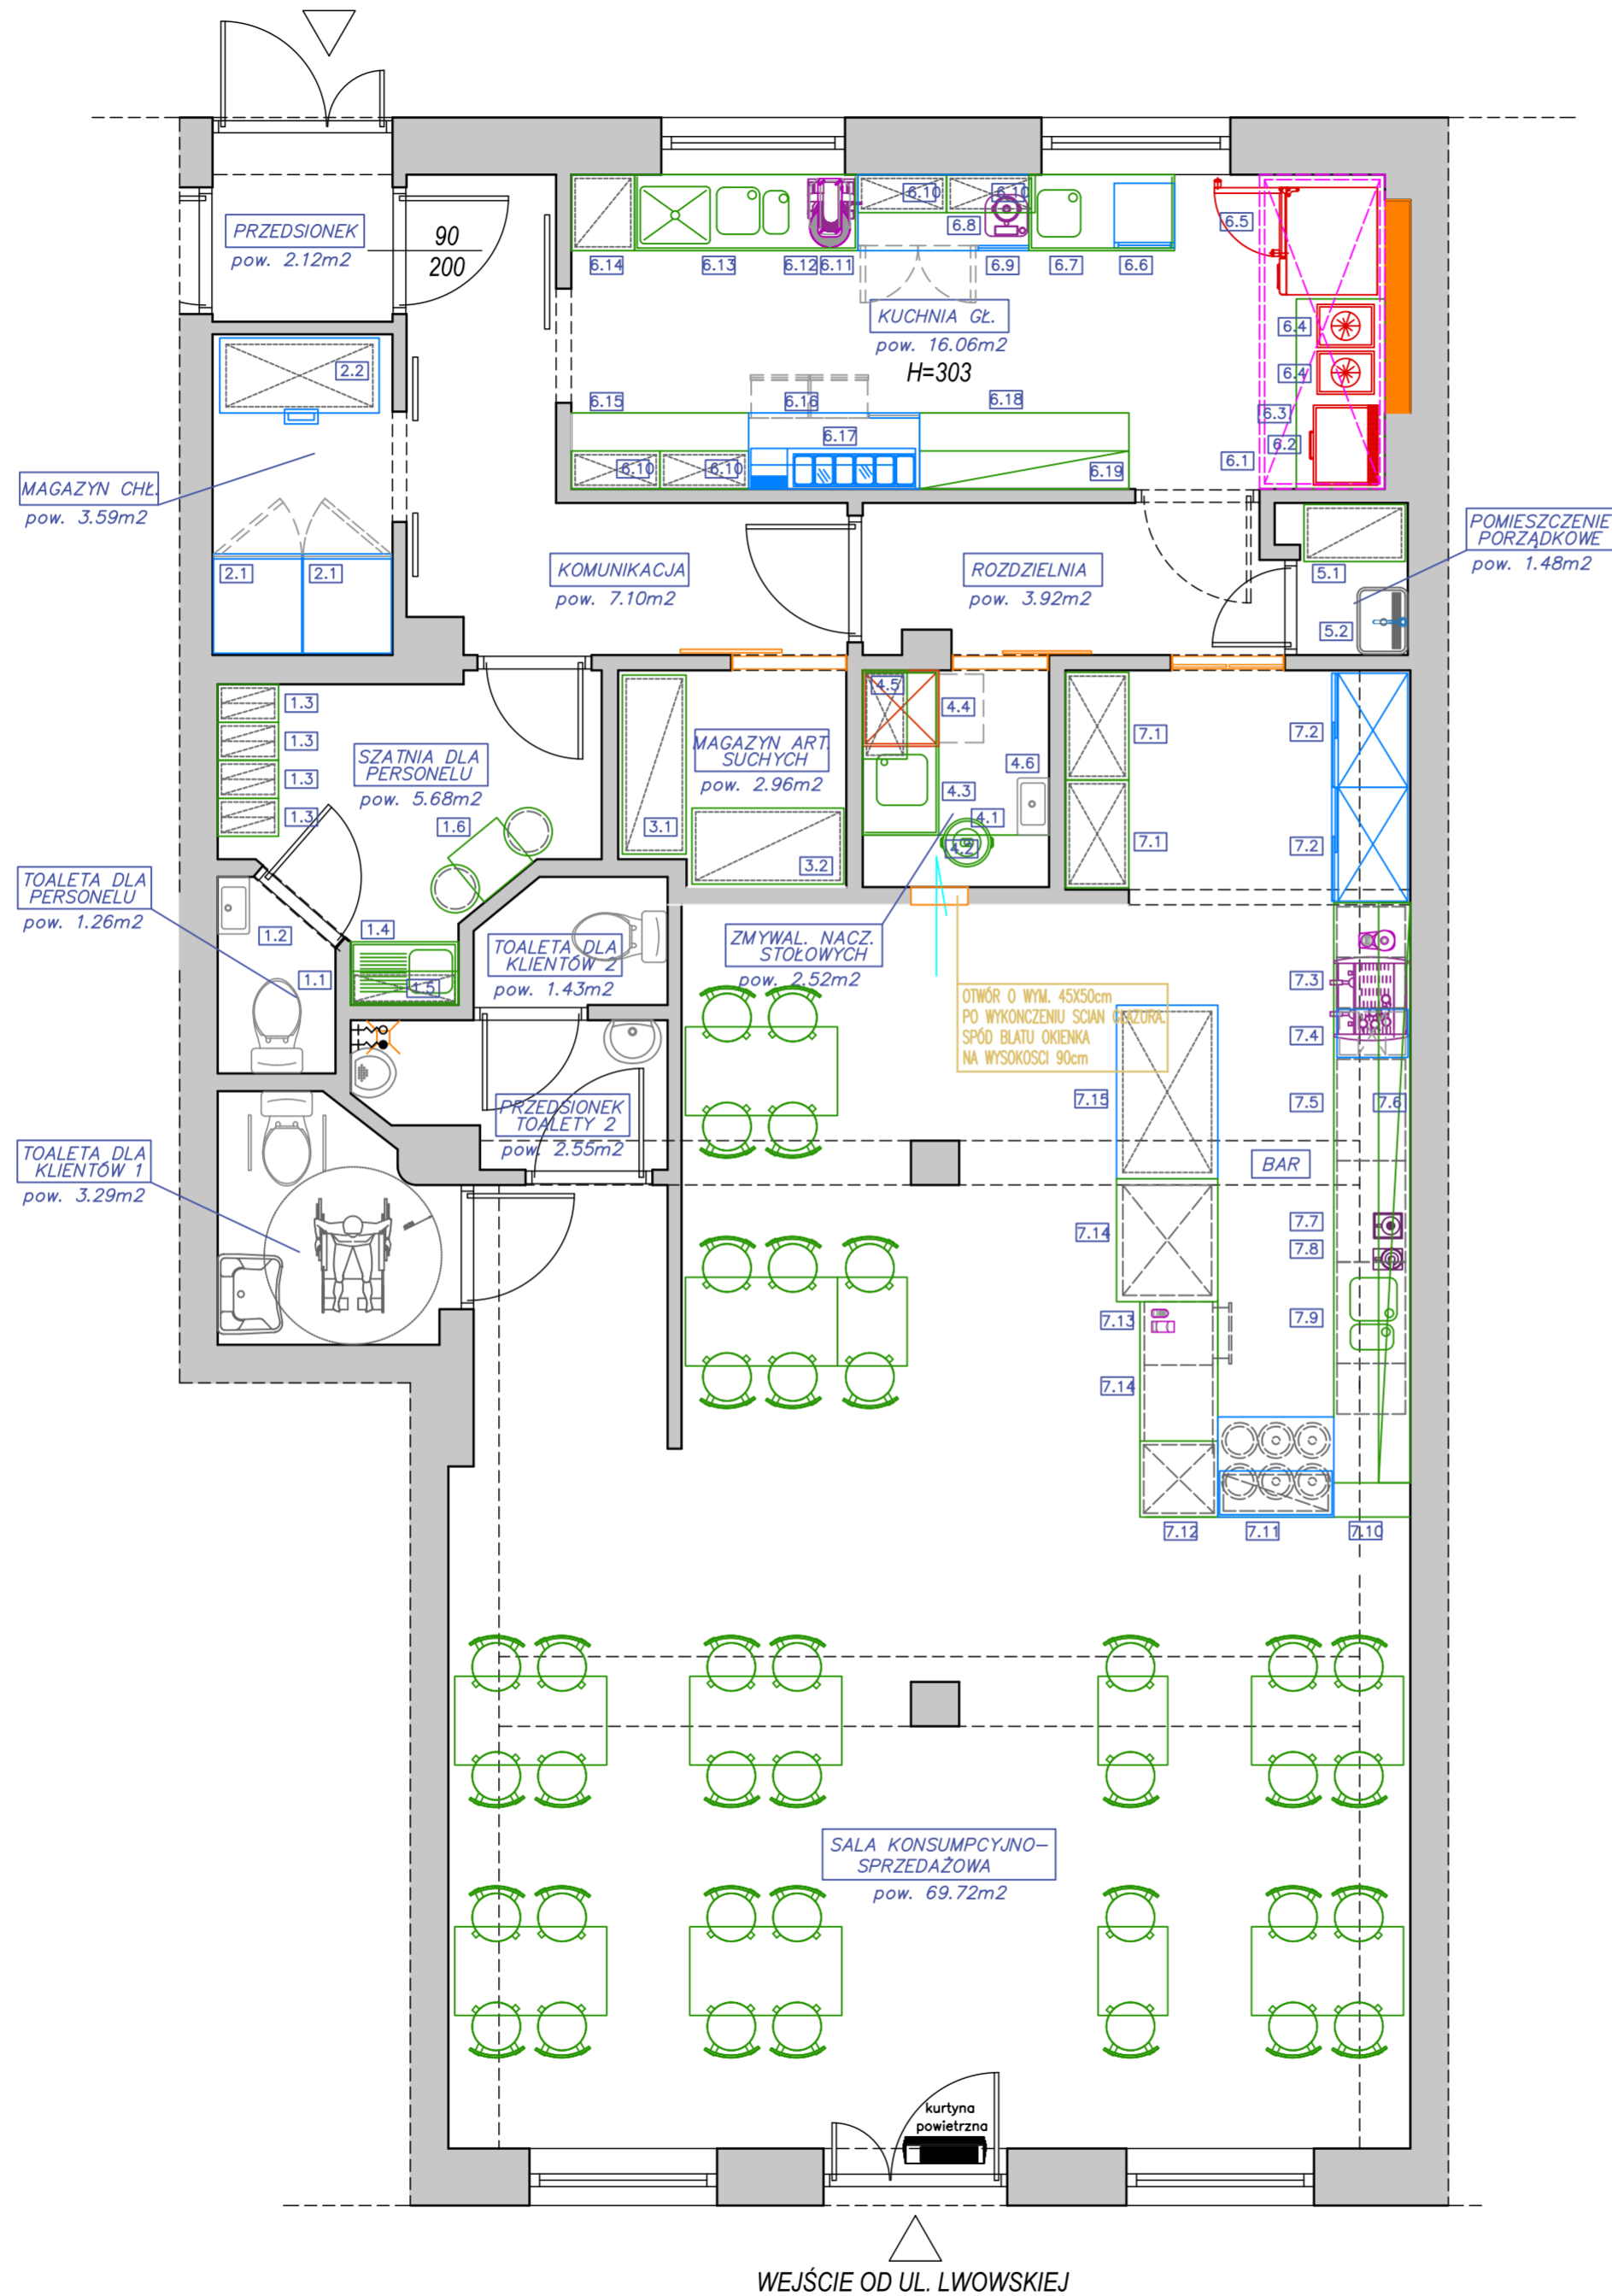 PRZEDSIONEK
pow. 2.12m2
90
200
6.14
6.13
6.12
6.11
6.10
6.10
6.8
6.9
6.7
6.6
6.5
KUCHNIA GŁ.
pow. 16.06m2
H=303
6.4
6.4
6.3
6.2
6.1
6.15
6.16
6.18
6.17
6.10
6.10
6.19
2.2
MAGAZYN CHŁ.
pow. 3.59m2
2.1
2.1
KOMUNIKACJA
pow. 7.10m2
ROZDZIELNIA
pow. 3.92m2
5.1
5.2
POMIESZCZENIE
PORZĄDKOWE
pow. 1.48m2
1.3
1.3
1.3
1.3
SZATNIA DLA
PERSONELU
pow. 5.68m2
1.6
MAGAZYN ART.
SUCHYCH
pow. 2.96m2
3.1
3.2
4.5
4.4
4.6
4.3
4.1
4.2
7.1
7.1
7.2
7.2
TOALETA DLA
PERSONELU
pow. 1.26m2
1.2
1.1
1.4
1.5
TOALETA DLA
KLIENTÓW 2
pow. 1.43m2
ZMYWAL. NACZ.
STOŁOWYCH
pow. 2.52m2
OTWÓR O WYM. 45X50cm
PO WYKONCZENIU SCIAN GLAZURA.
SPÓD BLATU OKIENKA
NA WYSOKOSCI 90cm
7.3
7.4
7.5
7.6
7.15
PRZEDSIONEK
TOALETY 2
pow. 2.55m2
BAR
TOALETA DLA
KLIENTÓW 1
pow. 3.29m2
7.7
7.8
7.14
7.9
7.13
7.14
7.12
7.11
7.10
SALA KONSUMPCYJNO-
SPRZEDAŻOWA
pow. 69.72m2
kurtyna
powietrzna
WEJŚCIE OD UL. LWOWSKIEJ